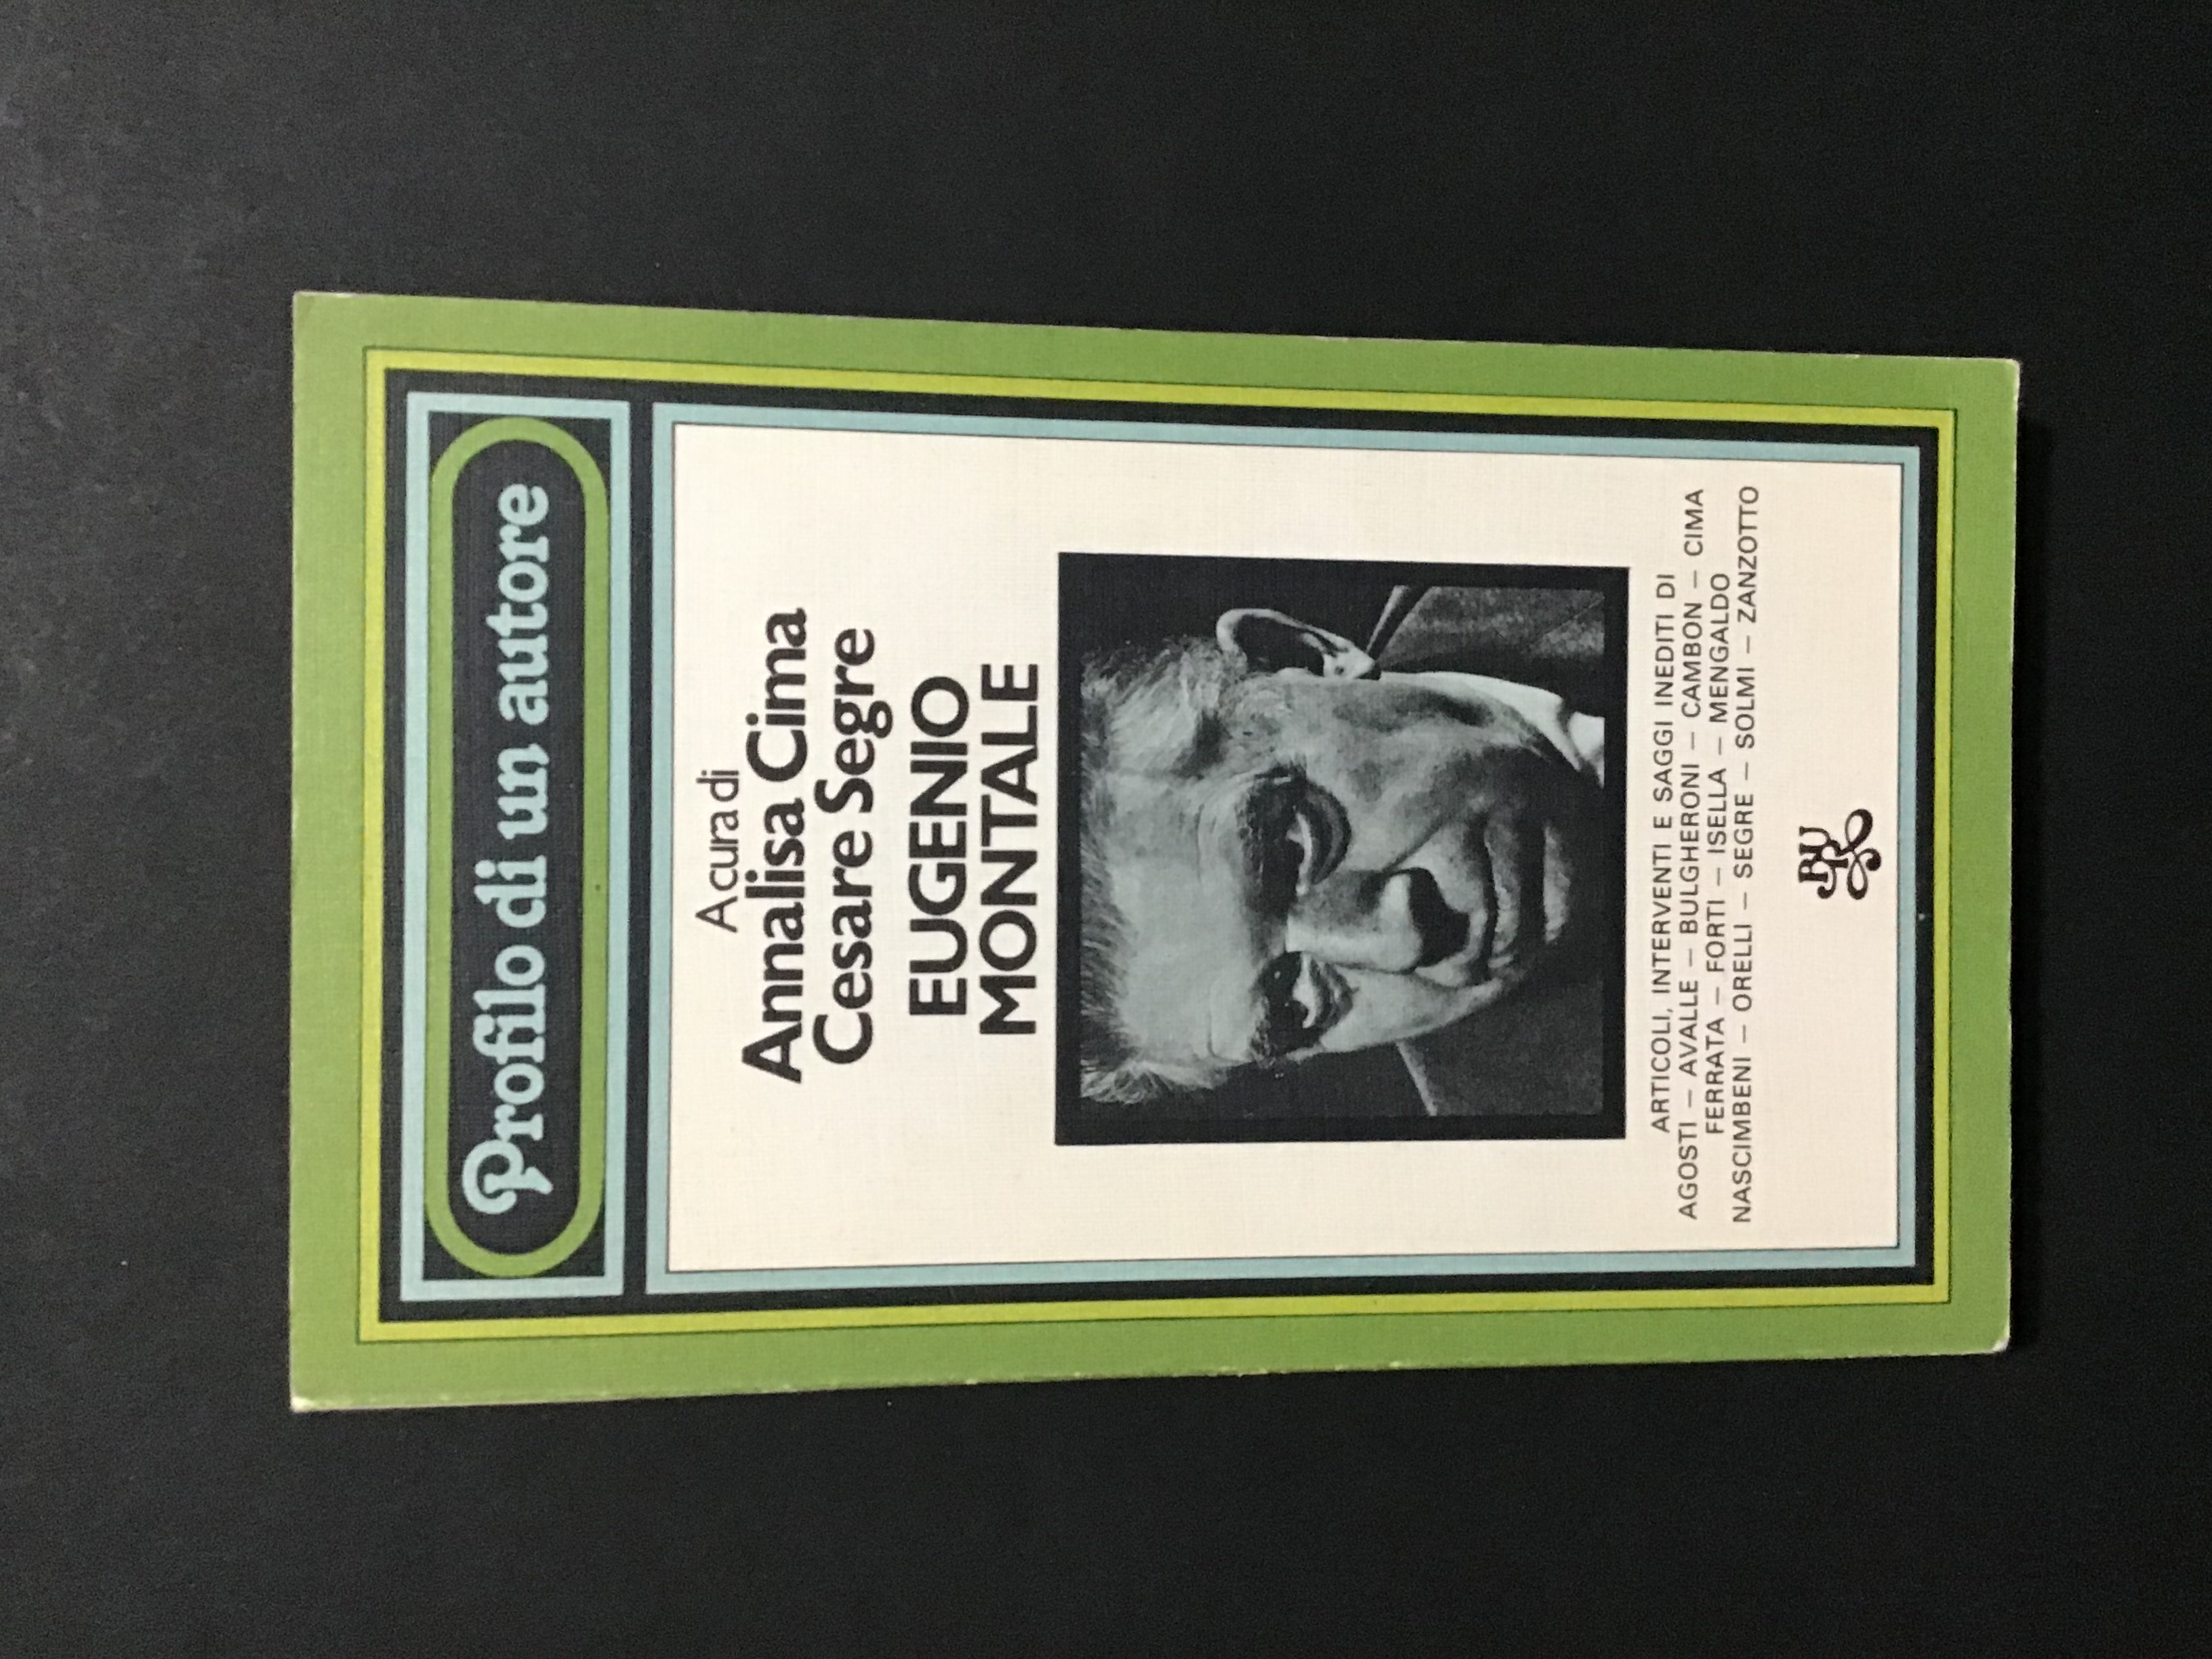 Profilo di un autore
A cura di
Annalisa Cima
Cesare Segre
EUGENIO
MONTALE
ARTICOLI, INTERVENTI E SAGGI INEDITI DI
AGOSTI – AVALLE – BULGHERONI – CAMBON – CIMA
FERRATA – FORTI – ISELLA – MENGALDO
NASCIMBENI – ORELLI – SEGRE – SOLMI – ZANZOTTO
BUR